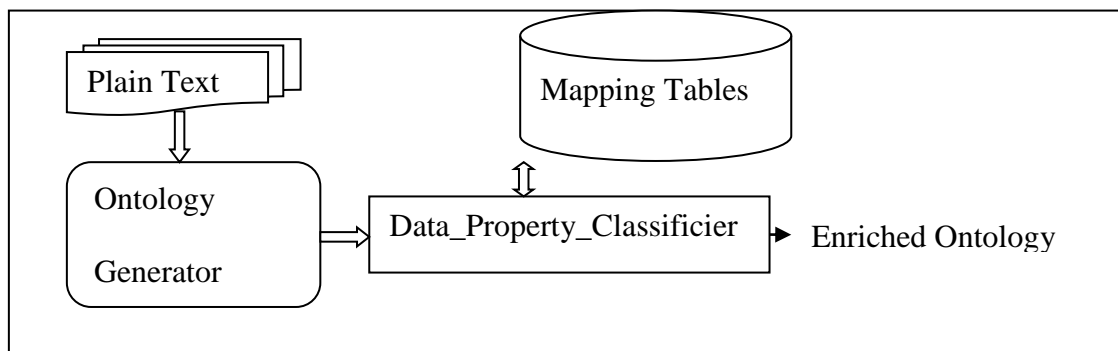 Plain Text
Mapping Tables
Ontology
Generator
Data_Property_Classificier
Enriched Ontology